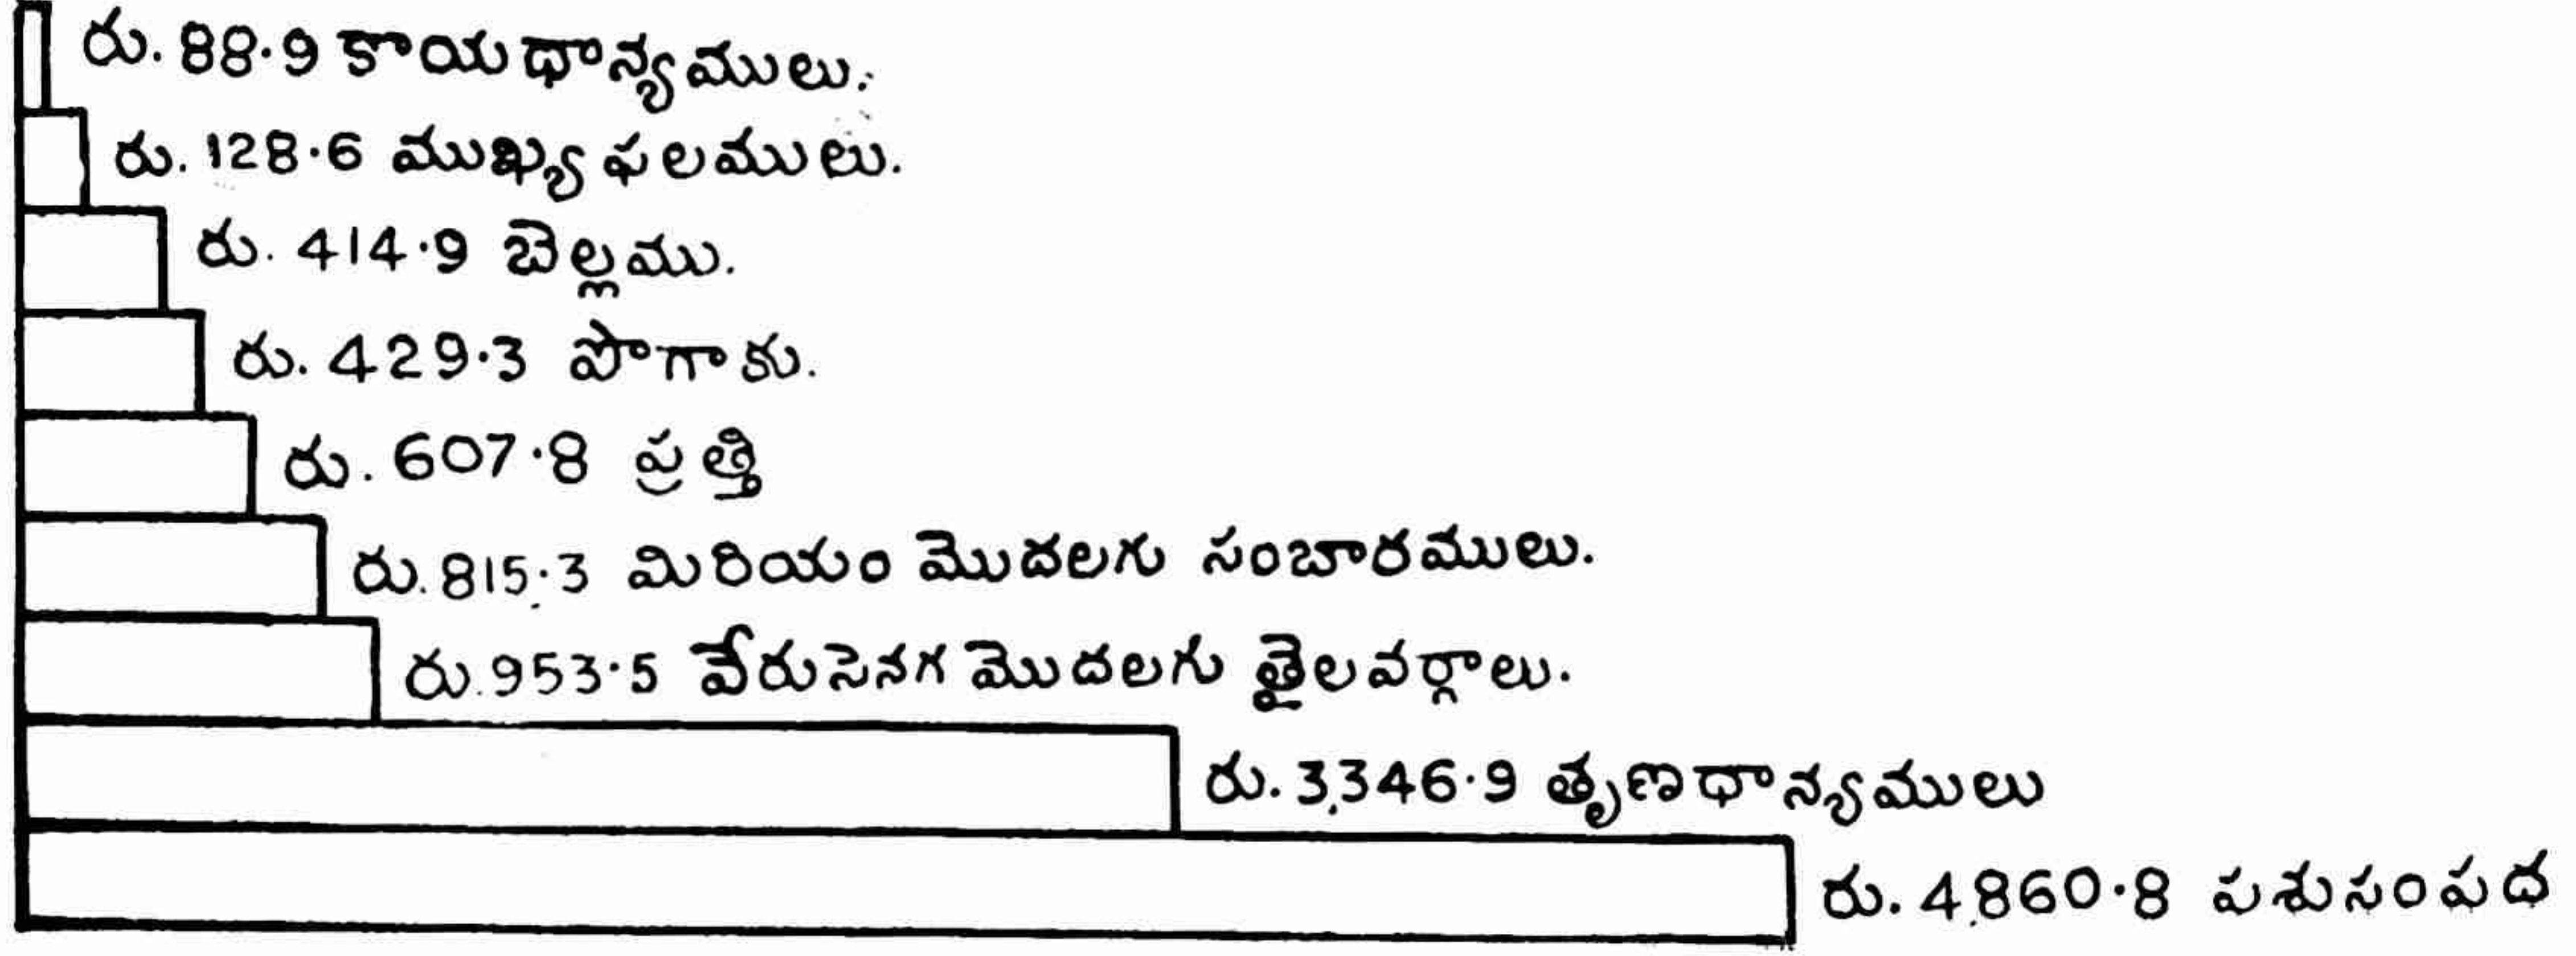 రు. 88·9 కాయధాన్యములు.
రు. 128·6 ముఖ్య ఫలములు.
రు. 414·9 బెల్లము.
రు. 429·3 పొగాకు.
రు. 607·8 ప్రత్తి
రు. 815·3 మిరియం మొదలగు సంబారములు.
రు. 953·5 వేరుసెనగ మొదలగు తైలవర్గాలు.
రు. 3,346·9 తృణధాన్యములు
రు. 4,860·8 పశుసంపద